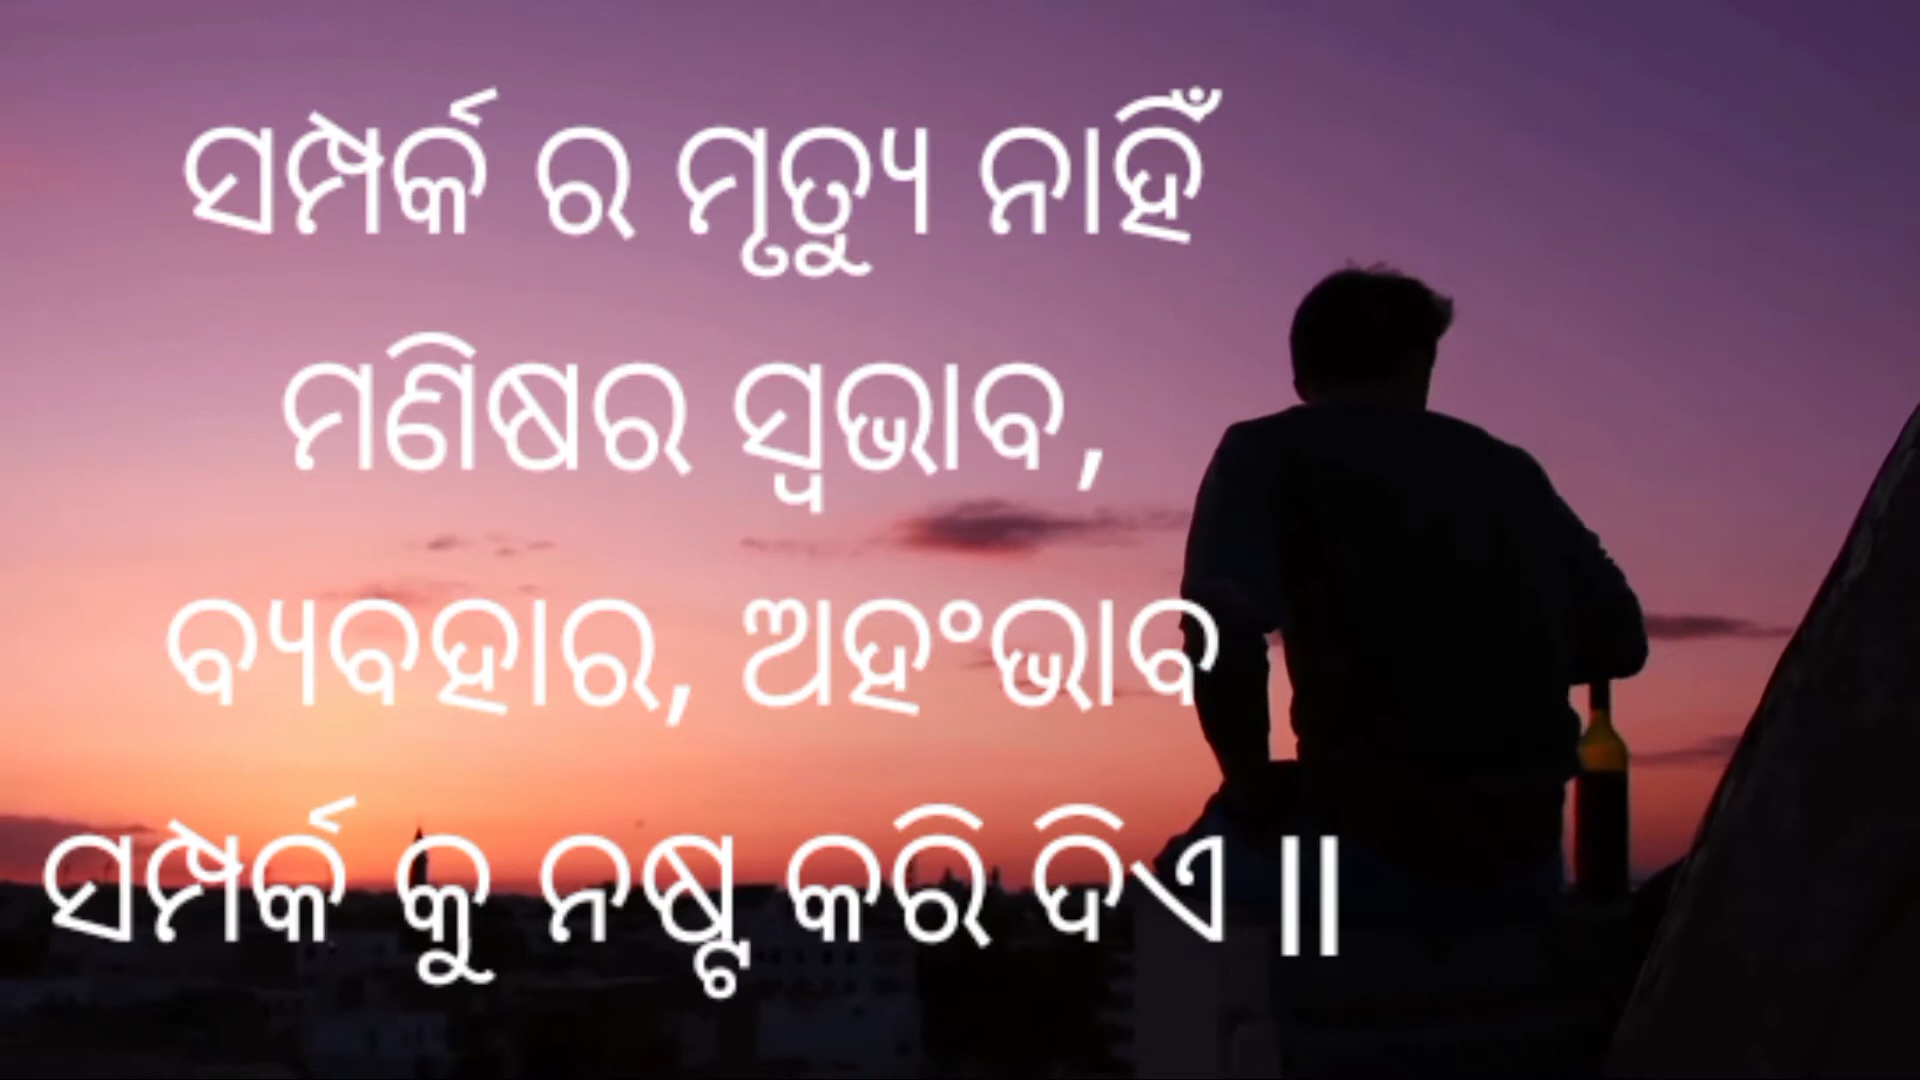 ସମ୍ପର୍କ ର ମୃତ୍ୟୁ ନାହିଁ
ମଣିଷର ସ୍ୱଭାବ,
ବ୍ୟବହାର, ଅହଂଭାବ
ସମ୍ପର୍କ କୁ ନଷ୍ଟ କରି ଦିଏ ||